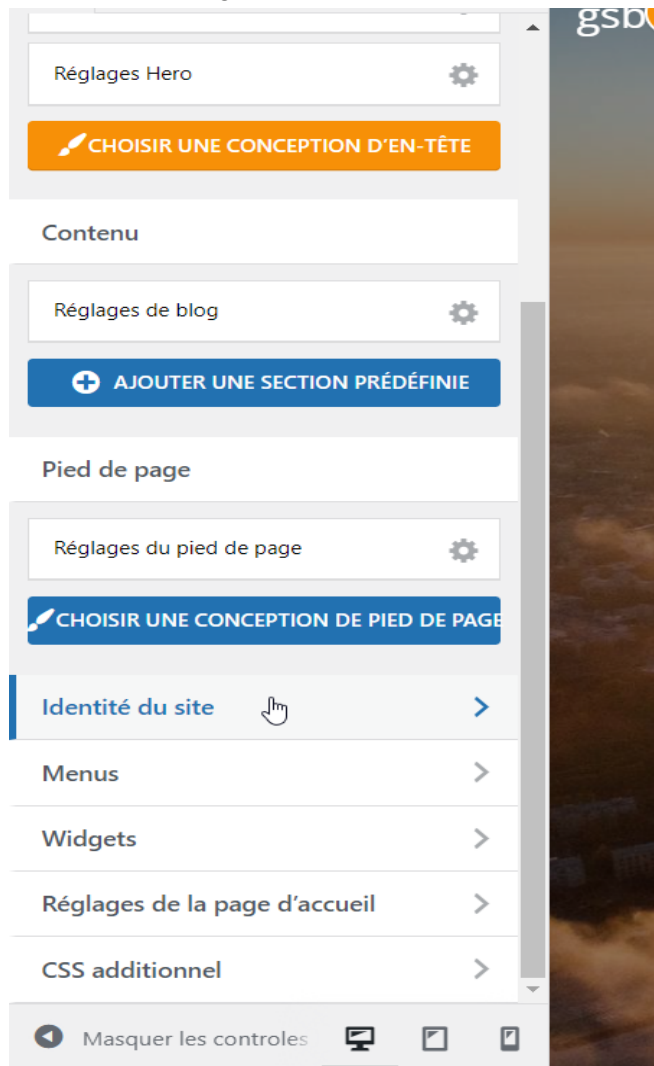 gsb
Réglages Hero
CHOISIR UNE CONCEPTION D'EN-TÊTE
Contenu
Réglages de blog
AJOUTER UNE SECTION PRÉDÉFINIE
Pied de page
Réglages du pied de page
CHOISIR UNE CONCEPTION DE PIED DE PAGE
Identité du site
Menus
Widgets
Réglages de la page d'accueil
CSS additionnel
Masquer les controles